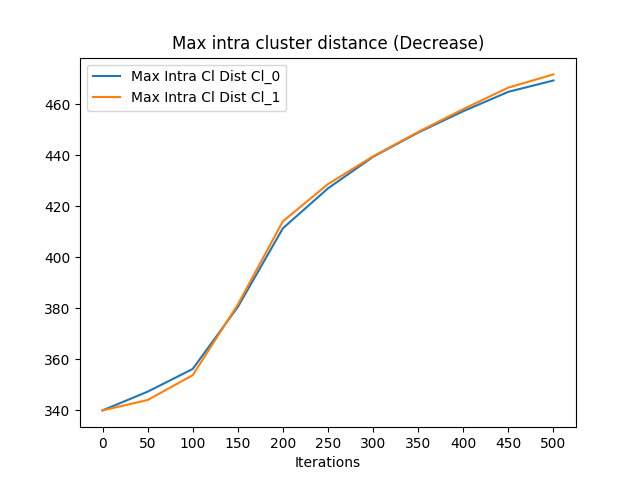 Max intra cluster distance (Decrease)
Max Intra Cl Dist Cl_0
Max Intra Cl Dist Cl_1
460
440
420
400
380
360
340
0 50 100 150 200 250 300 350 400 450 500
Iterations